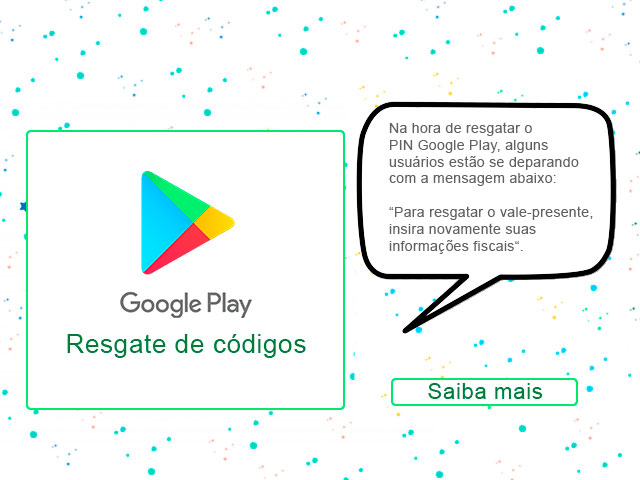 Google Play
Resgate de códigos
Na hora de resgatar o
PIN Google Play, alguns
usuários estão se deparando
com a mensagem abaixo:
“Para resgatar o vale-presente,
insira novamente suas
informações fiscais“.
Saiba mais